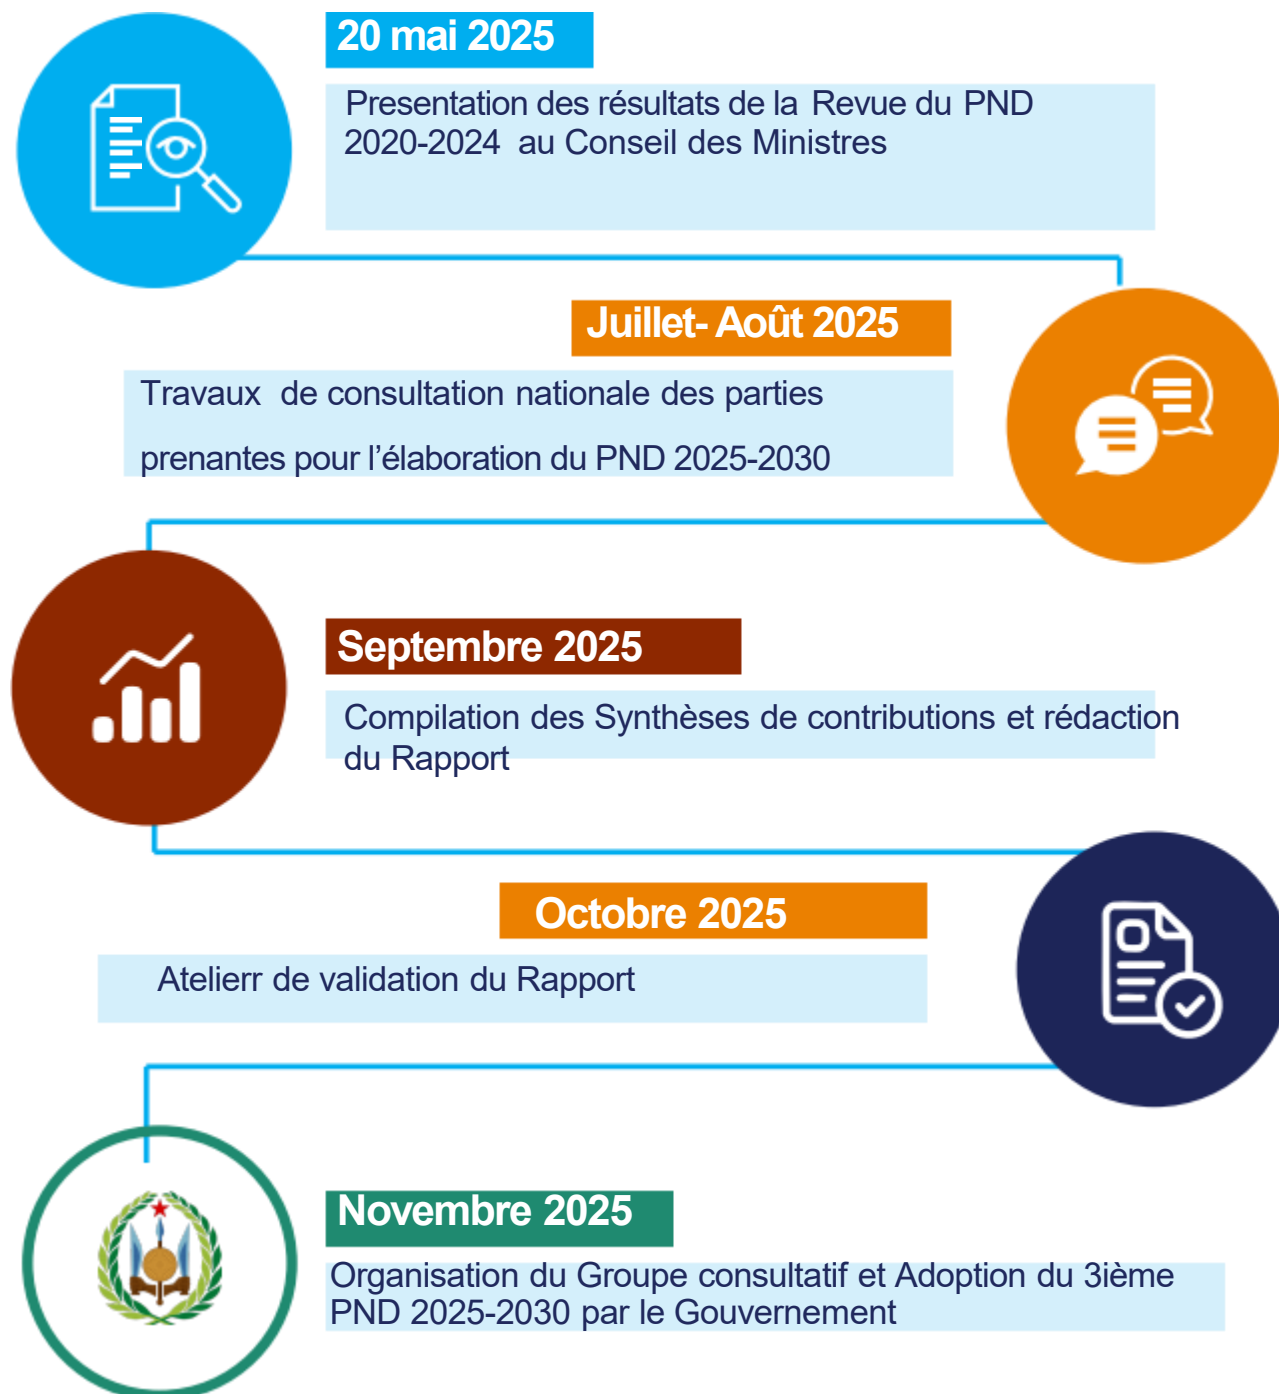 20 mai 2025
Presentation des résultats de la Revue du PND
2020-2024 au Conseil des Ministres
Juillet- Août 2025
Travaux de consultation nationale des parties
prenantes pour l’élaboration du PND 2025-2030
Septembre 2025
Compilation des Synthèses de contributions et rédaction
du Rapport
Octobre 2025
Atelierr de validation du Rapport
Novembre 2025
Organisation du Groupe consultatif et Adoption du 3ième
PND 2025-2030 par le Gouvernement